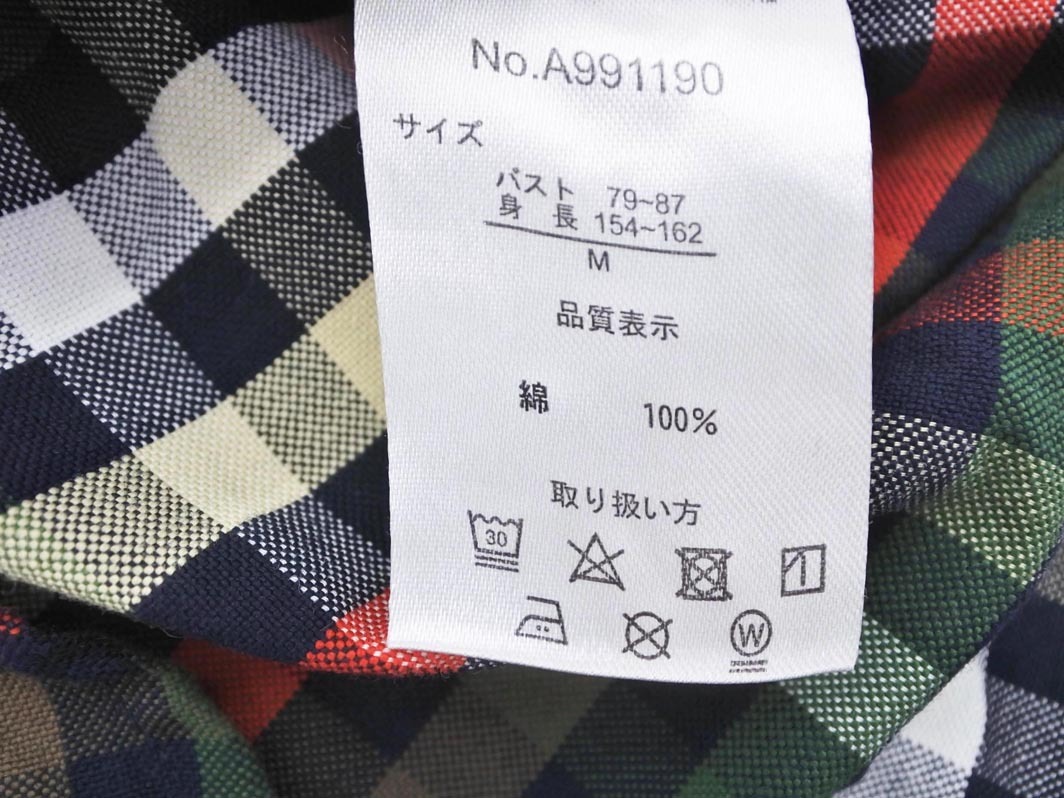 No.A991190
サイズ
バスト 79~87
身 長 154~162
M
品質表示
綿 100%
取り扱い方
30
W